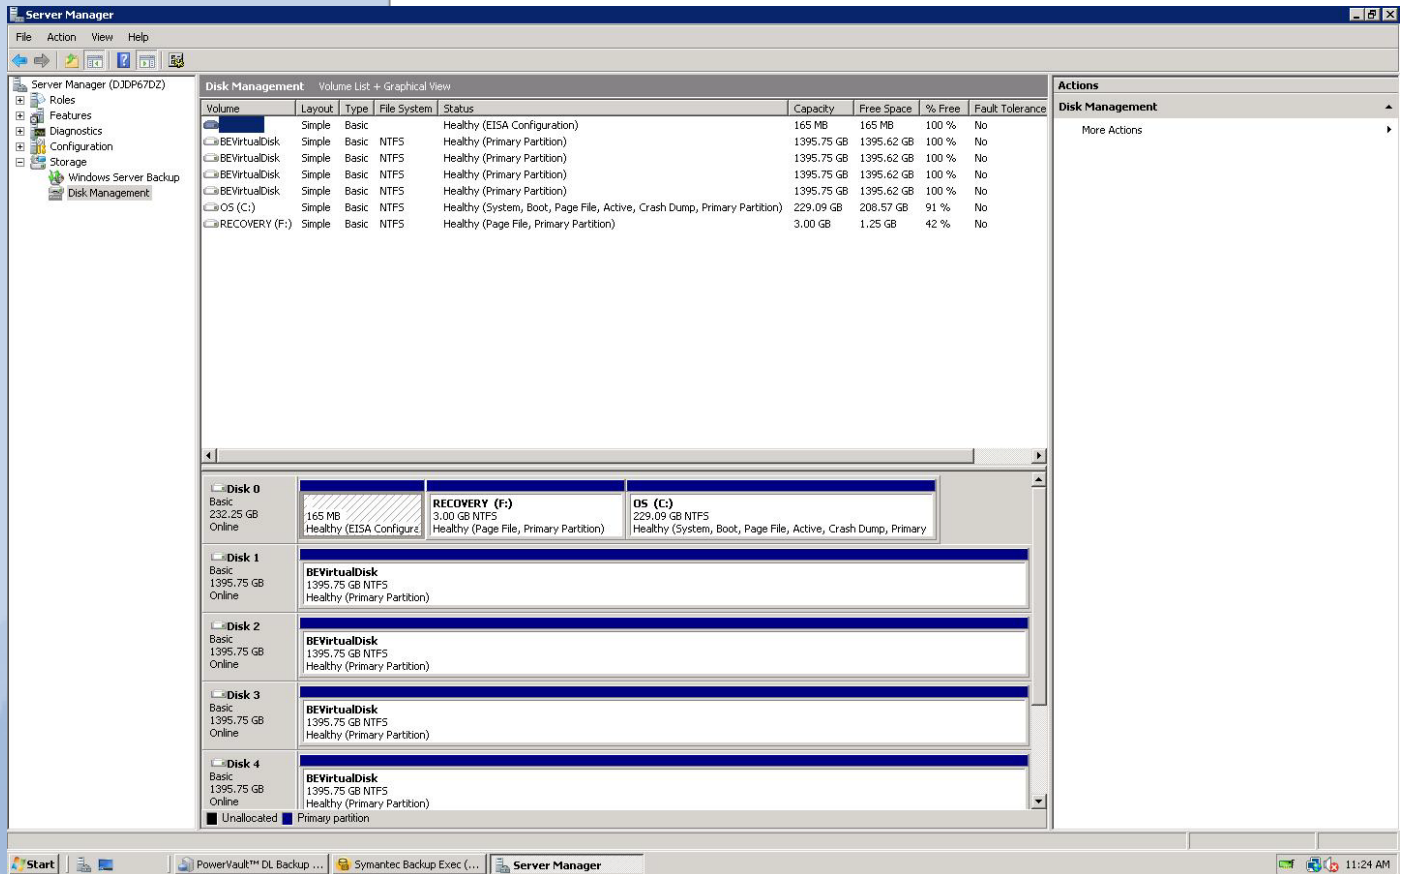 Server Manager
File Action View Help
Server Manager (DJDP67DZ)
Roles
Features
Diagnostics
Configuration
Storage
Windows Server Backup
Disk Management
Disk Management Volume List + Graphical View
Volume Layout Type File System Status Capacity Free Space % Free Fault Tolerance
Simple Basic Healthy (EISA Configuration) 165 MB 165 MB 100 % No
BEVirtualDisk Simple Basic NTFS Healthy (Primary Partition) 1395.75 GB 1395.62 GB 100 % No
BEVirtualDisk Simple Basic NTFS Healthy (Primary Partition) 1395.75 GB 1395.62 GB 100 % No
BEVirtualDisk Simple Basic NTFS Healthy (Primary Partition) 1395.75 GB 1395.62 GB 100 % No
BEVirtualDisk Simple Basic NTFS Healthy (Primary Partition) 1395.75 GB 1395.62 GB 100 % No
OS (C:) Simple Basic NTFS Healthy (System, Boot, Page File, Active, Crash Dump, Primary Partition) 229.09 GB 208.57 GB 91 % No
RECOVERY (F:) Simple Basic NTFS Healthy (Page File, Primary Partition) 3.00 GB 1.25 GB 42 % No
Disk 0
Basic
232.25 GB
Online
165 MB
Healthy (EISA Configura
RECOVERY (F:)
3.00 GB NTFS
Healthy (Page File, Primary Partition)
OS (C:)
229.09 GB NTFS
Healthy (System, Boot, Page File, Active, Crash Dump, Primary
Disk 1
Basic
1395.75 GB
Online
BEVirtualDisk
1395.75 GB NTFS
Healthy (Primary Partition)
Disk 2
Basic
1395.75 GB
Online
BEVirtualDisk
1395.75 GB NTFS
Healthy (Primary Partition)
Disk 3
Basic
1395.75 GB
Online
BEVirtualDisk
1395.75 GB NTFS
Healthy (Primary Partition)
Disk 4
Basic
1395.75 GB
Online
BEVirtualDisk
1395.75 GB NTFS
Healthy (Primary Partition)
Unallocated Primary partition
Actions
Disk Management
More Actions
Start PowerVault™ DL Backup ... Symantec Backup Exec (... Server Manager 11:24 AM